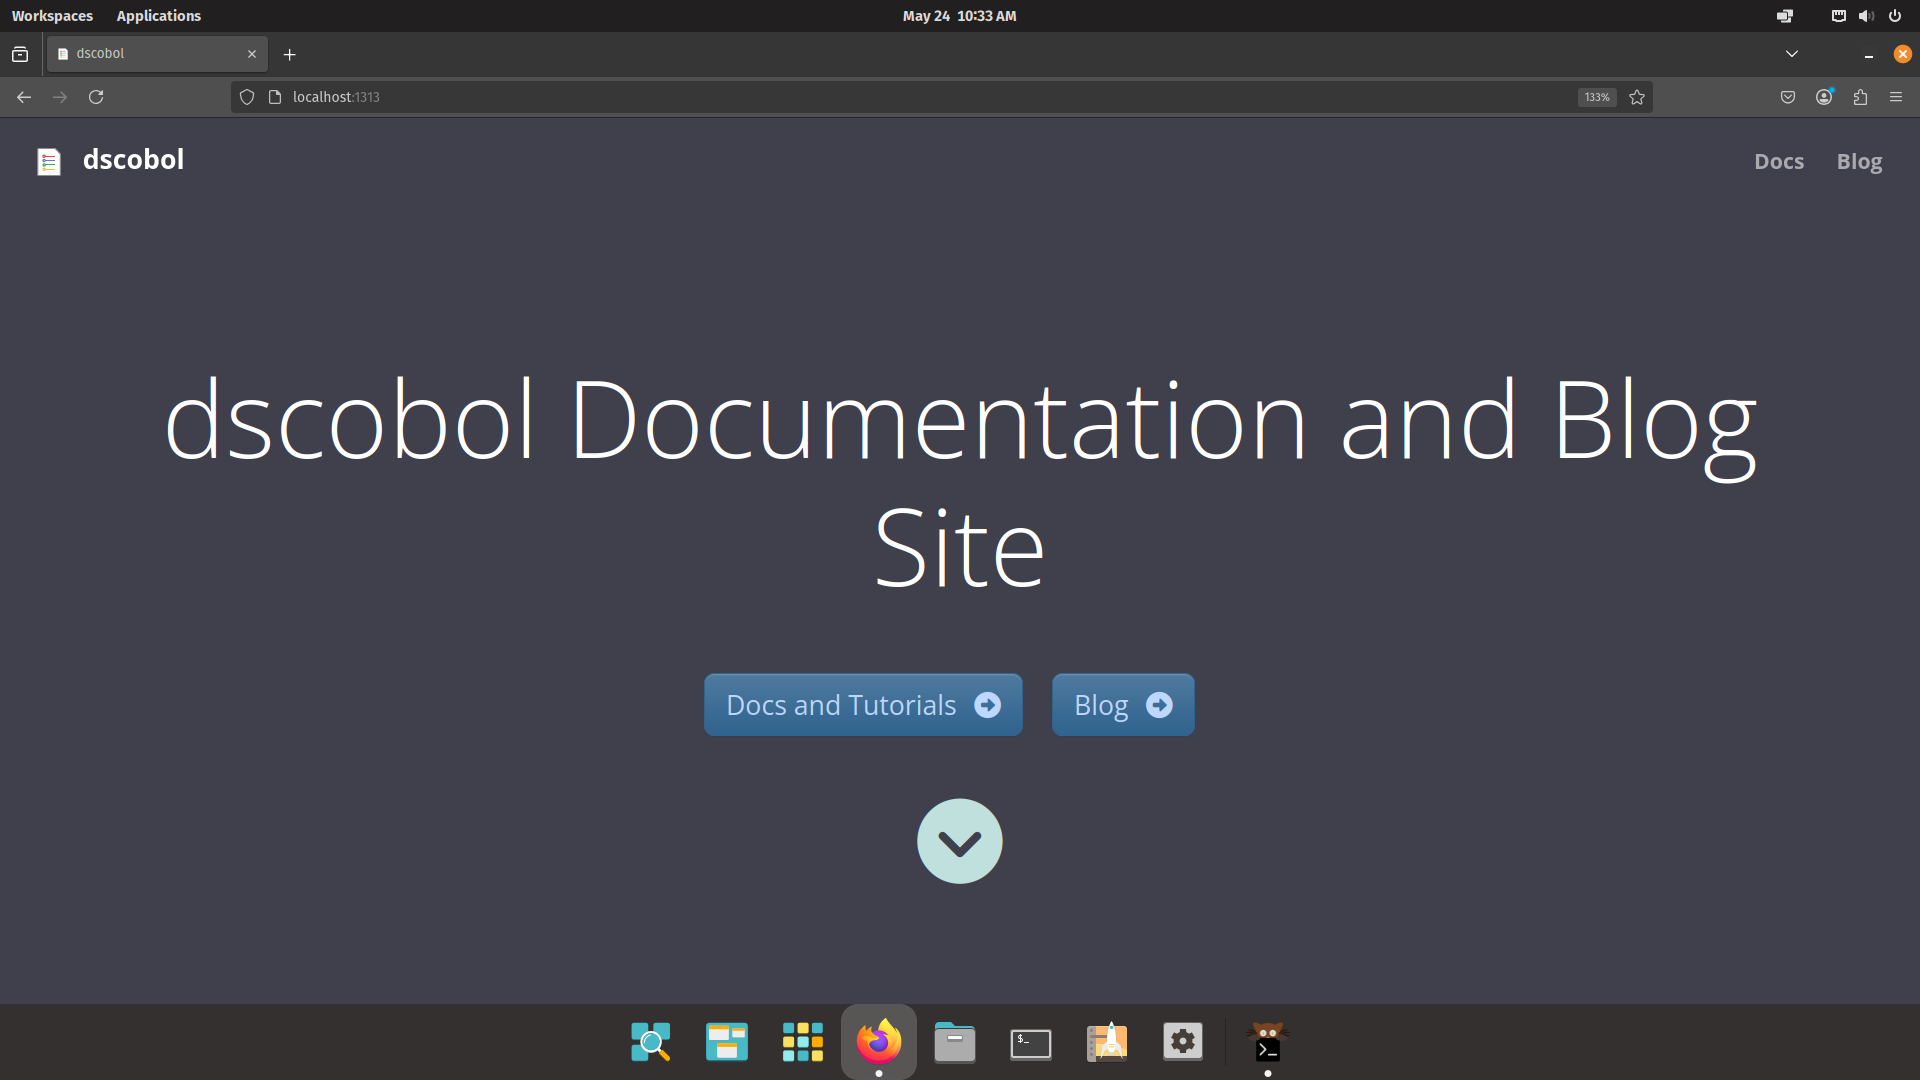 Workspaces Applications May 24 10:33 AM
dscobol
localhost:1313 133%
dscobol Docs Blog
dscobol Documentation and Blog
Site
Docs and Tutorials Blog
$_
>_